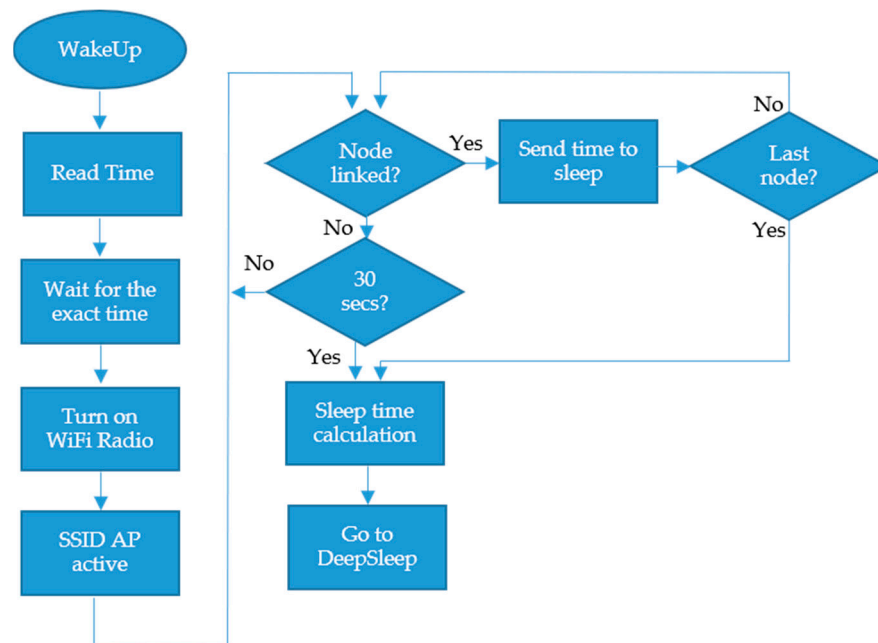 WakeUp
Read Time
Wait for the
exact time
Turn on
WiFi Radio
SSID AP
active
Node
linked?
Yes
Send time to
sleep
Last
node?
No
Yes
No
30
secs?
No
Yes
Sleep time
calculation
Go to
DeepSleep